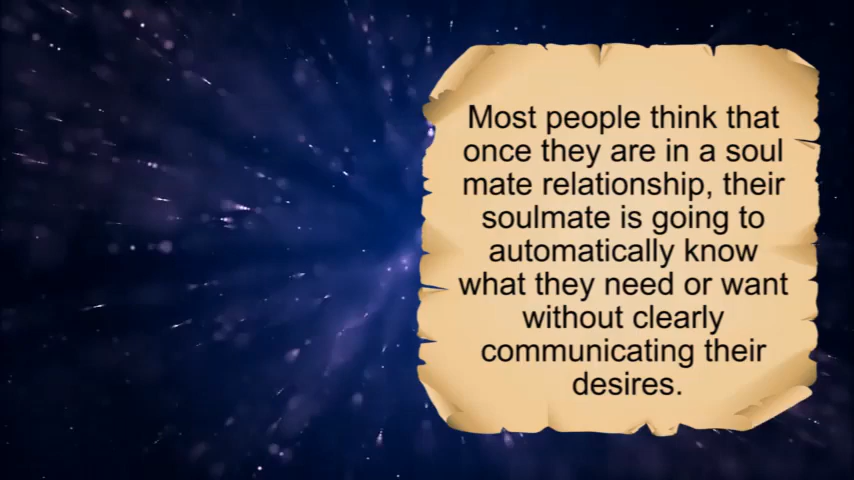 Most people think that
once they are in a soul
mate relationship, their
soulmate is going to
automatically know
what they need or want
without clearly
communicating their
desires.